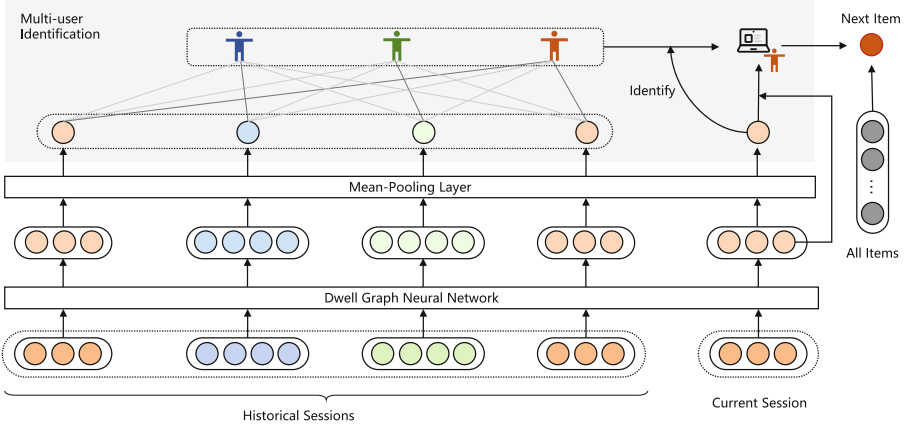 Multi-user
Identification
Next Item
Identify
Mean-Pooling Layer
All Items
Dwell Graph Neural Network
Historical Sessions
Current Session